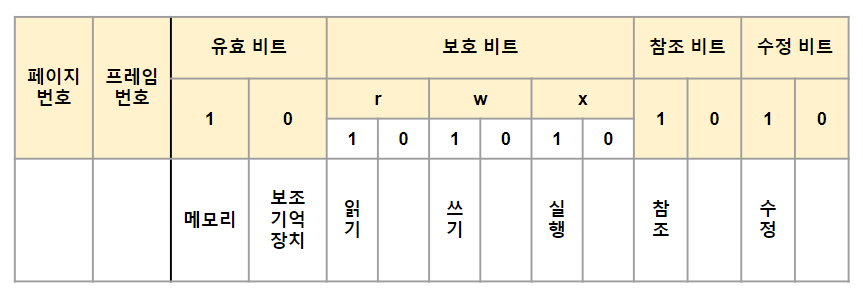 페이지
번호
프레임
번호
유효 비트
보호 비트
참조 비트
수정 비트
1
0
r
w
x
1
0
1
0
1
0
1
0
1
0
메모리
보조
기억
장치
읽
기
쓰
기
실
행
참
조
수
정